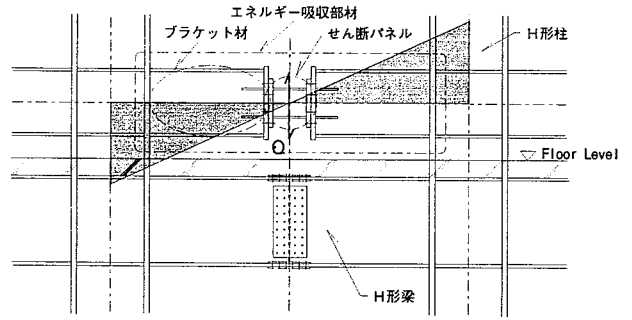 エネルギー吸収部材
ブラケット材
せん断パネル
H形柱
Q
Floor Level
H形梁